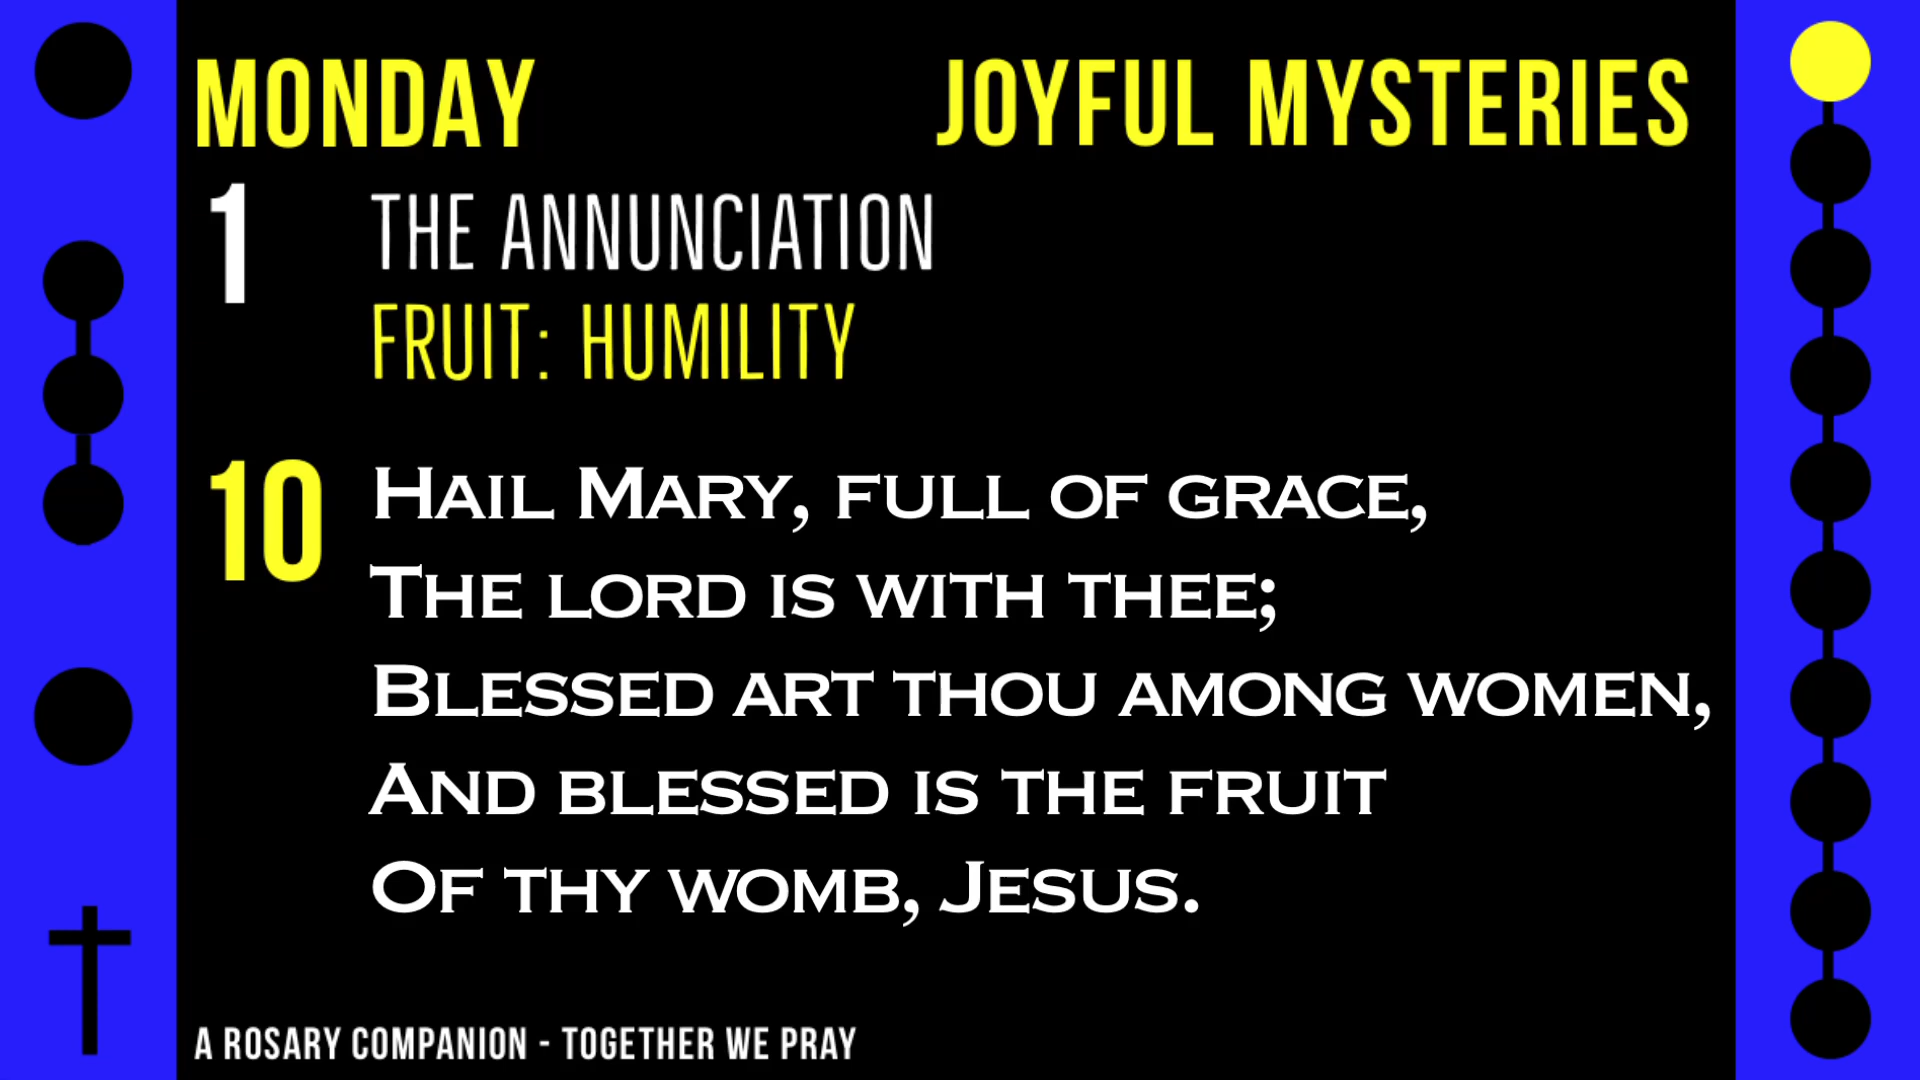 MONDAY JOYFUL MYSTERIES
1 THE ANNUNCIATION
FRUIT: HUMILITY
10 Hail Mary, full of grace,
The lord is with thee;
Blessed art thou among women,
And blessed is the fruit
Of thy womb, Jesus.
A ROSARY COMPANION - TOGETHER WE PRAY